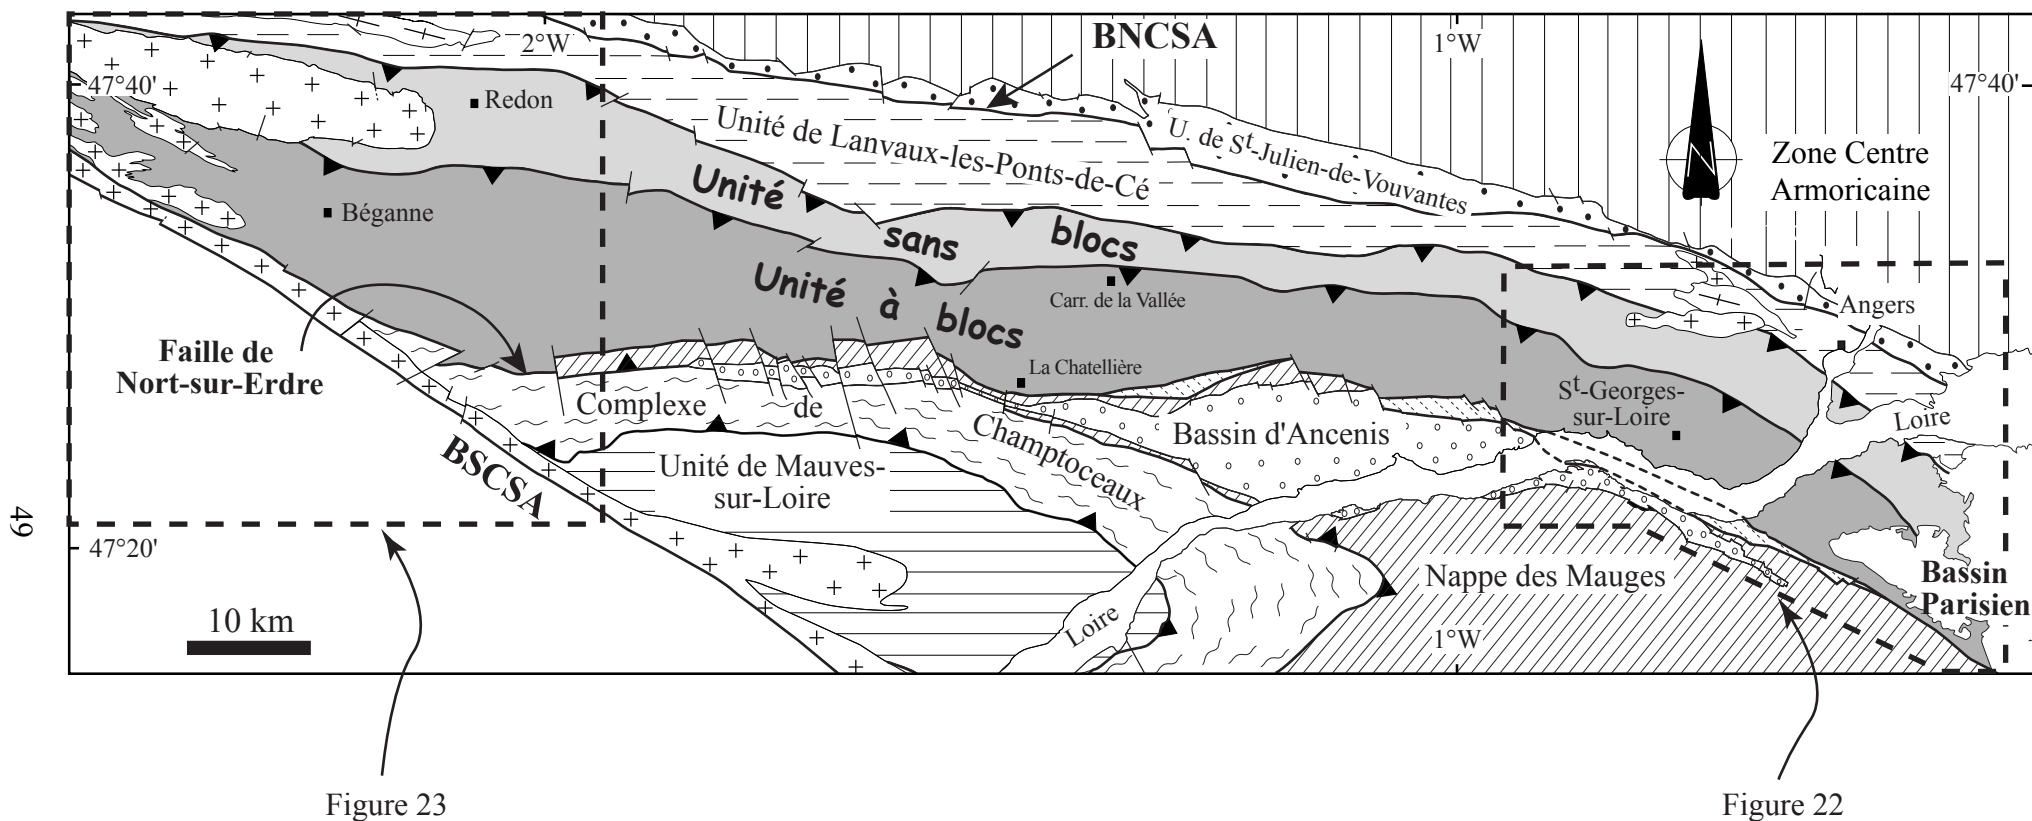 BNCSA
2°W
1°W
47°40'
47°40'
Redon
Unité de Lanvaux-les-Ponts-de-Cé
U. de St-Julien-de-Vouvantes
Zone Centre
Armoricaine
N
Béganne
Unité
sans
blocs
Unité à blocs
Carr. de la Vallée
Angers
Faille de
Nort-sur-Erdre
La Chatellière
St-Georges-
sur-Loire
Loire
Complexe de
Champtoceaux
Bassin d'Ancenis
BSCSA
Unité de Mauves-
sur-Loire
49
47°20'
Nappe des Mauges
Bassin
Parisien
10 km
Loire
1°W
Figure 23
Figure 22